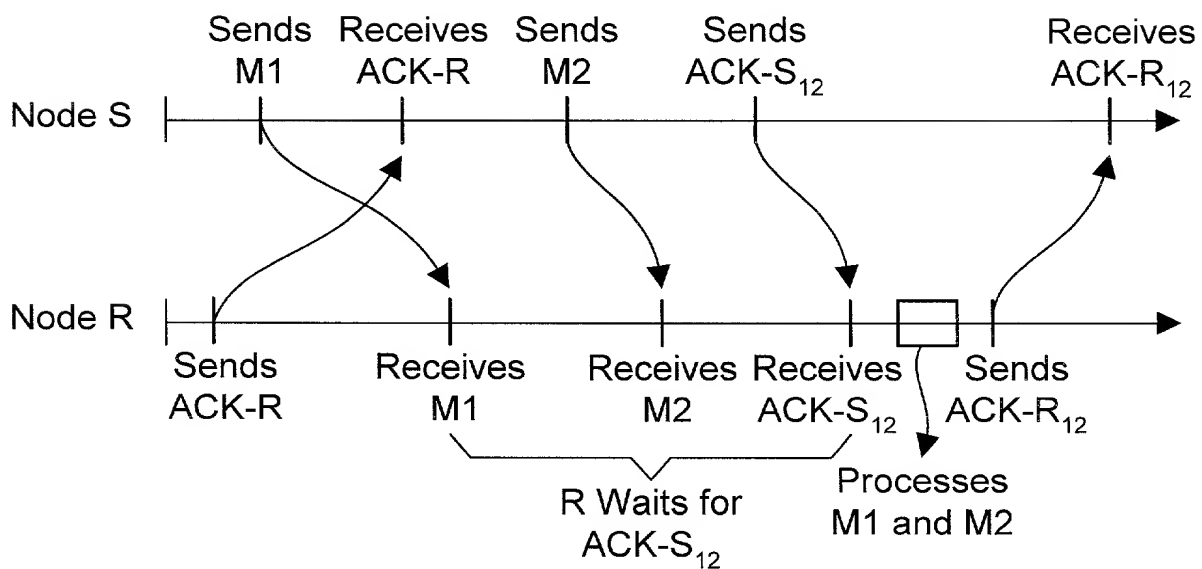 Sends M1
Receives ACK-R
Sends M2
Sends ACK-S₁₂
Receives ACK-R₁₂
Node S
Node R
Sends ACK-R
Receives M1
Receives M2
Receives ACK-S₁₂
Sends ACK-R₁₂
R Waits for
ACK-S₁₂
Processes
M1 and M2